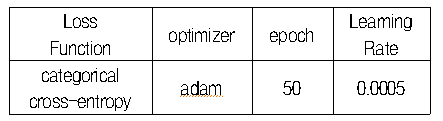 Loss Function optimizer epoch Learning Rate
categorical cross-entropy adam 50 0.0005